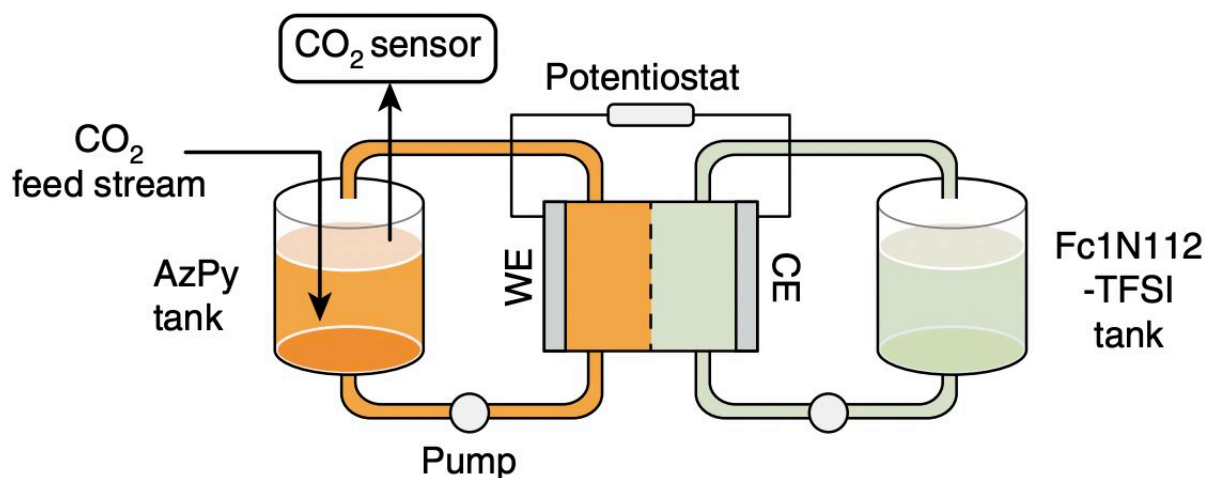 CO₂ sensor
Potentiostat
CO₂
feed stream
AzPy
tank
WE
CE
Fc1N112
-TFSI
tank
Pump